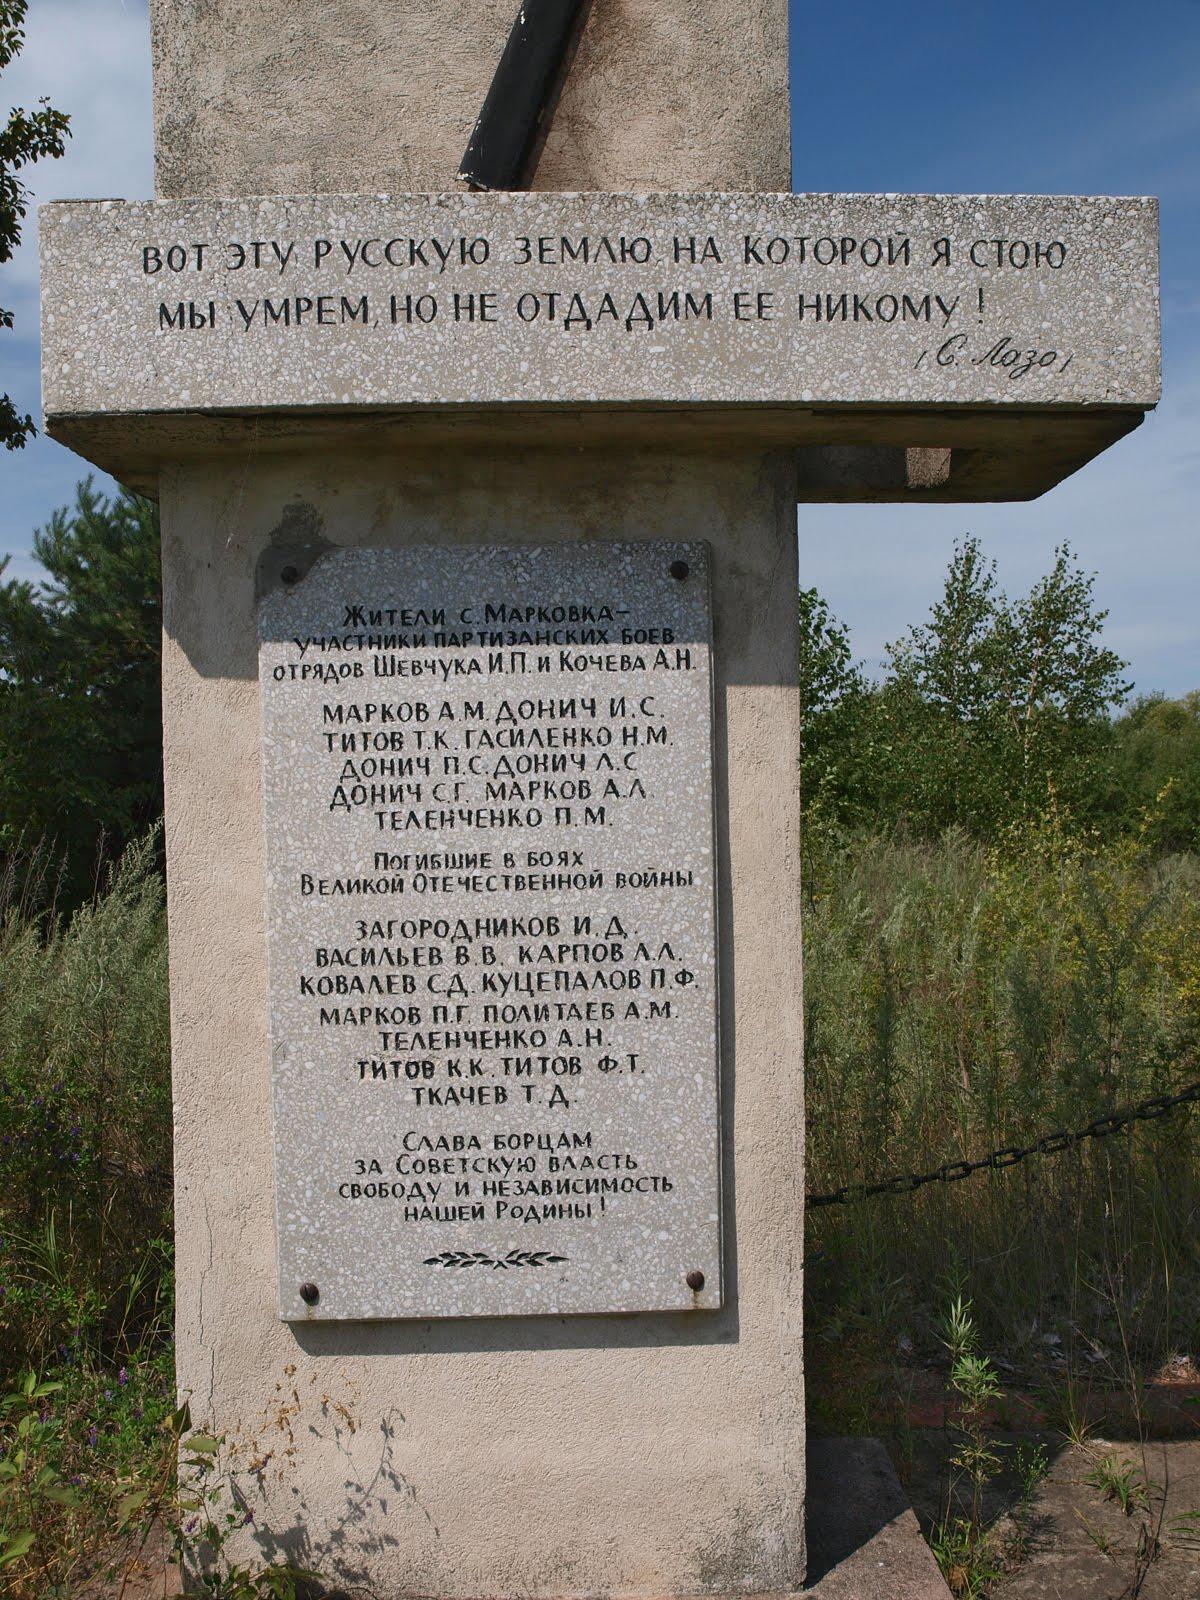 ВОТ ЭТУ РУССКУЮ ЗЕМЛЮ НА КОТОРОЙ Я СТОЮ
МЫ УМРЕМ, НО НЕ ОТДАДИМ ЕЕ НИКОМУ!
/С. Лазо/
ЖИТЕЛИ С. МАРКОВКА–
УЧАСТНИКИ ПАРТИЗАНСКИХ БОЕВ
ОТРЯДОВ ШЕВЧУКА И.П. И КОЧЕВА А.Н.
МАРКОВ А.М. ДОНИЧ И.С.
ТИТОВ Т.К. ГАСИЛЕНКО Н.М.
ДОНИЧ П.С. ДОНИЧ Л.С
ДОНИЧ С.Г. МАРКОВ А.Л.
ТЕЛЕНЧЕНКО П.М.
ПОГИБШИЕ В БОЯХ
ВЕЛИКОЙ ОТЕЧЕСТВЕННОЙ ВОЙНЫ
ЗАГОРОДНИКОВ И.Д.
ВАСИЛЬЕВ В.В. КАРПОВ Л.Л.
КОВАЛЕВ С.Д. КУЦЕПАЛОВ П.Ф.
МАРКОВ П.Г. ПОЛИТАЕВ А.М.
ТЕЛЕНЧЕНКО А.Н.
ТИТОВ К.К. ТИТОВ Ф.Т.
ТКАЧЕВ Т.Д.
СЛАВА БОРЦАМ
ЗА СОВЕТСКУЮ ВЛАСТЬ
СВОБОДУ И НЕЗАВИСИМОСТЬ
НАШЕЙ РОДИНЫ!